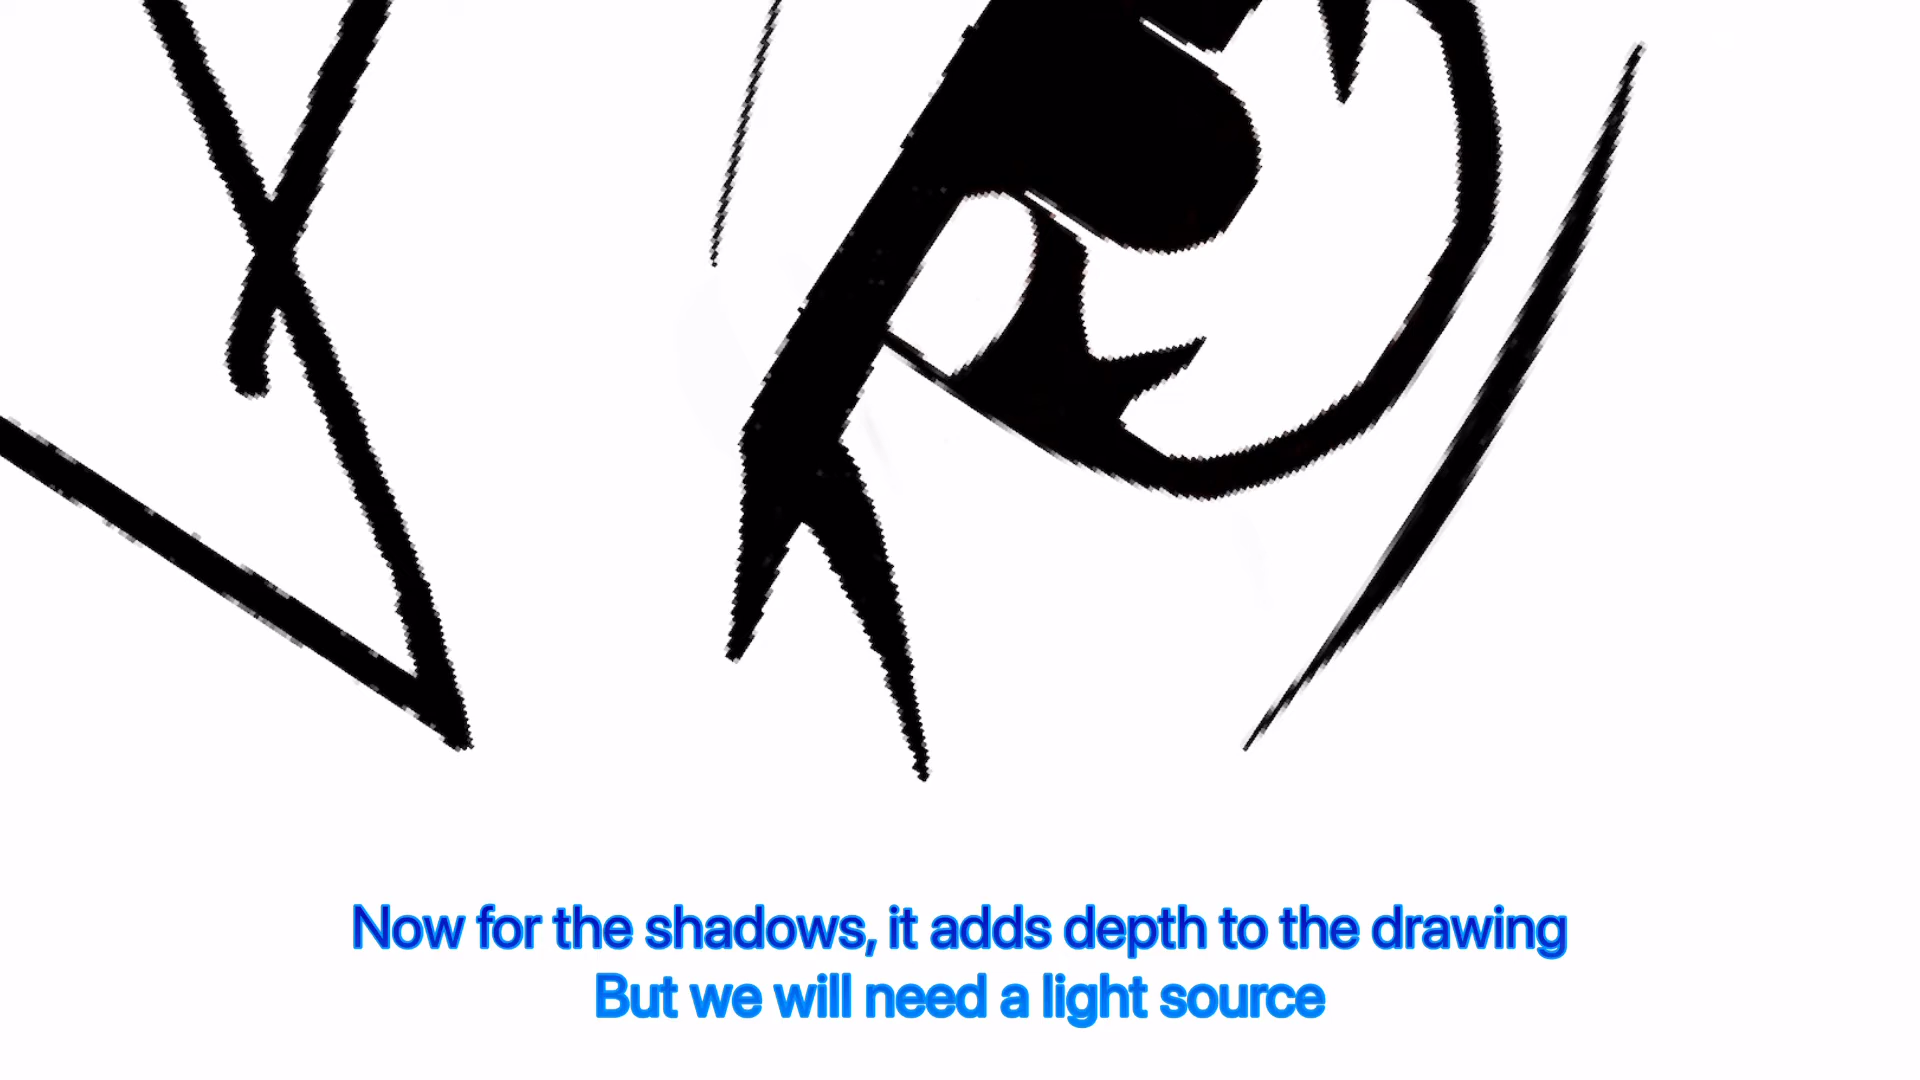 Now for the shadows, it adds depth to the drawing
But we will need a light source